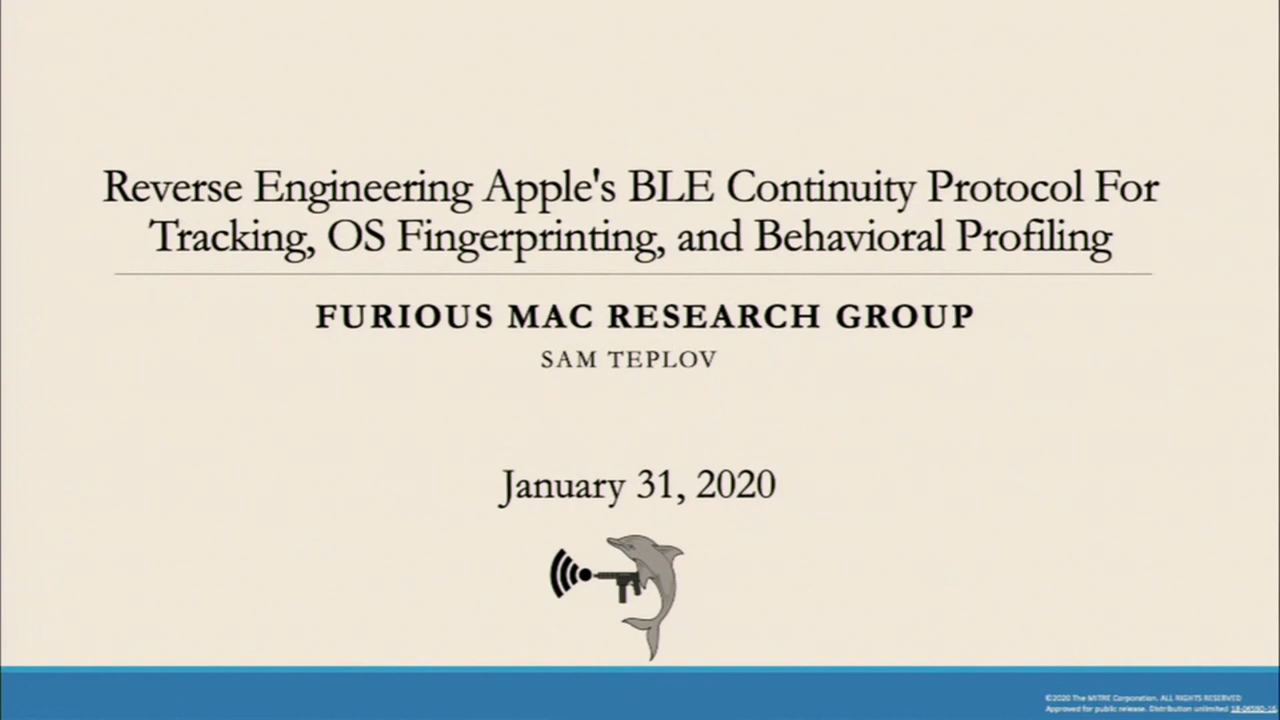 Reverse Engineering Apple's BLE Continuity Protocol For
Tracking, OS Fingerprinting, and Behavioral Profiling
FURIOUS MAC RESEARCH GROUP
SAM TEPLOV
January 31, 2020
©2020 The MITRE Corporation. ALL RIGHTS RESERVED
Approved for public release. Distribution unlimited